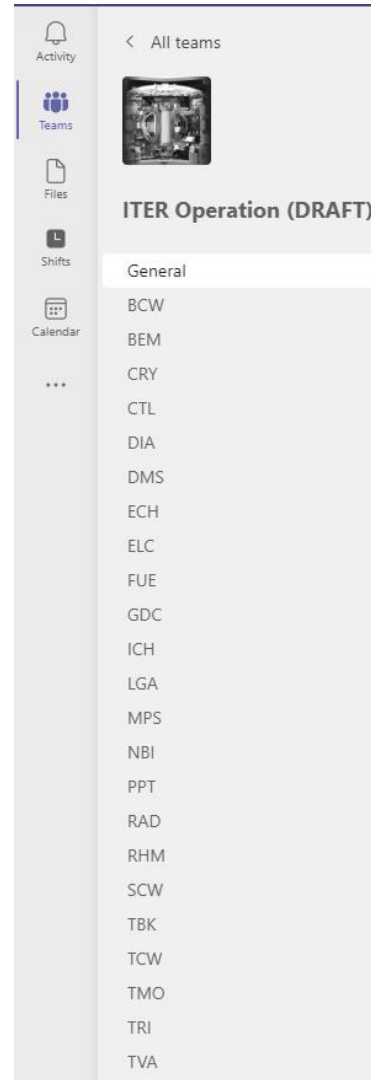 Activity
Teams
Files
Shifts
Calendar
All teams
ITER Operation (DRAFT)
General
BCW
BEM
CRY
CTL
DIA
DMS
ECH
ELC
FUE
GDC
ICH
LGA
MPS
NBI
PPT
RAD
RHM
SCW
TBK
TCW
TMO
TRI
TVA